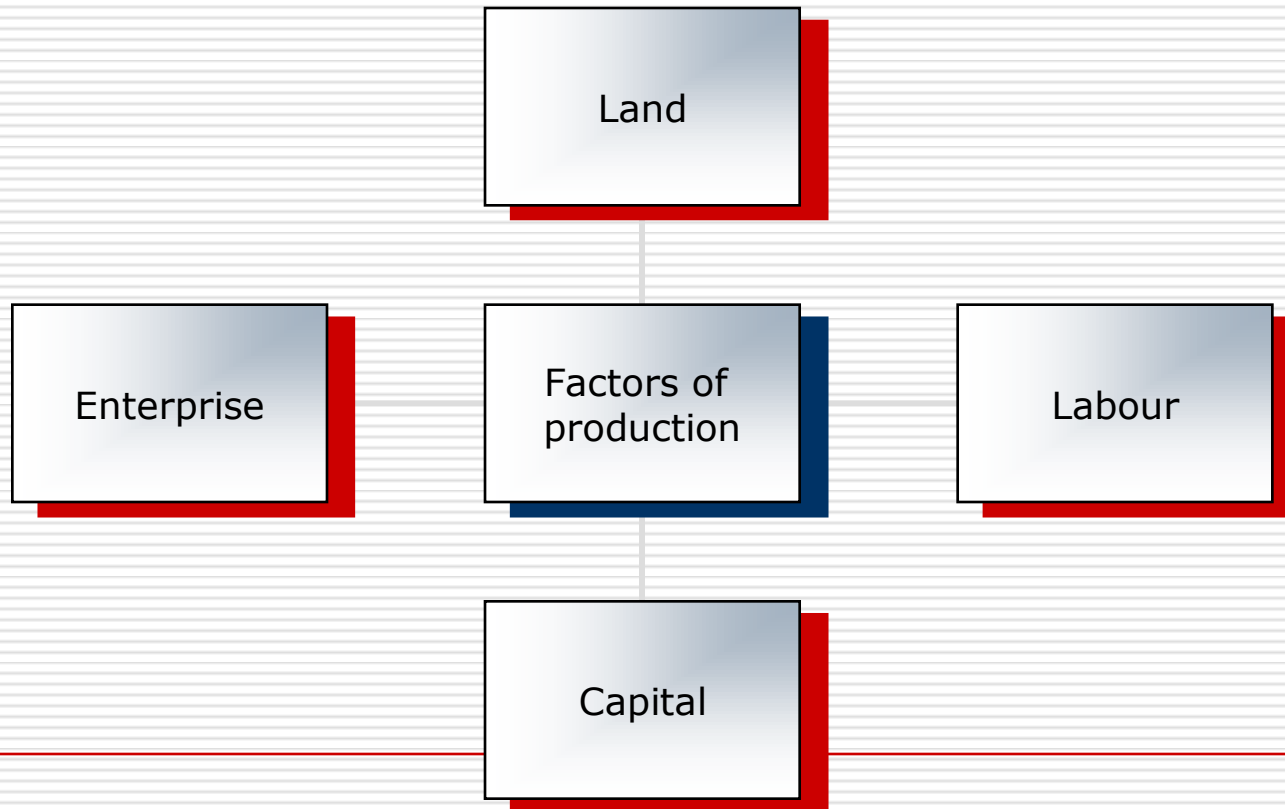 Land
Enterprise
Factors of
production
Labour
Capital